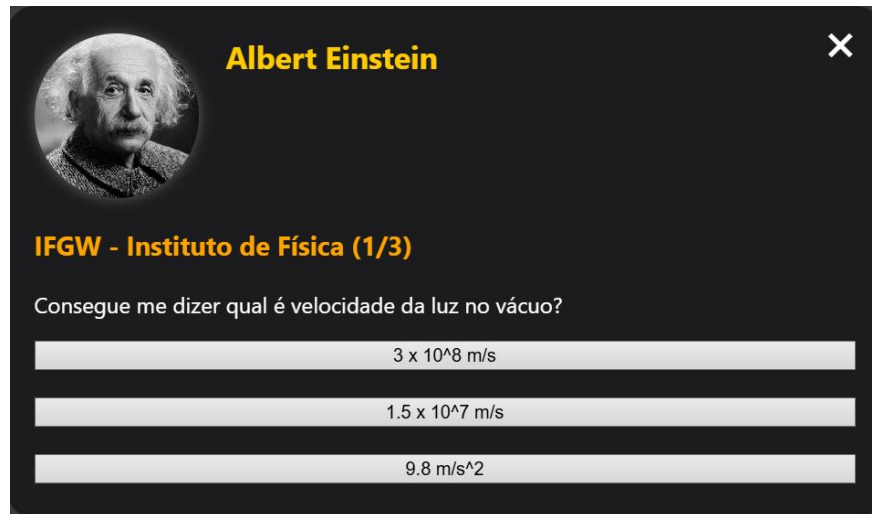 Albert Einstein
×
IFGW - Instituto de Física (1/3)
Consegue me dizer qual é velocidade da luz no vácuo?
3 x 10^8 m/s
1.5 x 10^7 m/s
9.8 m/s^2